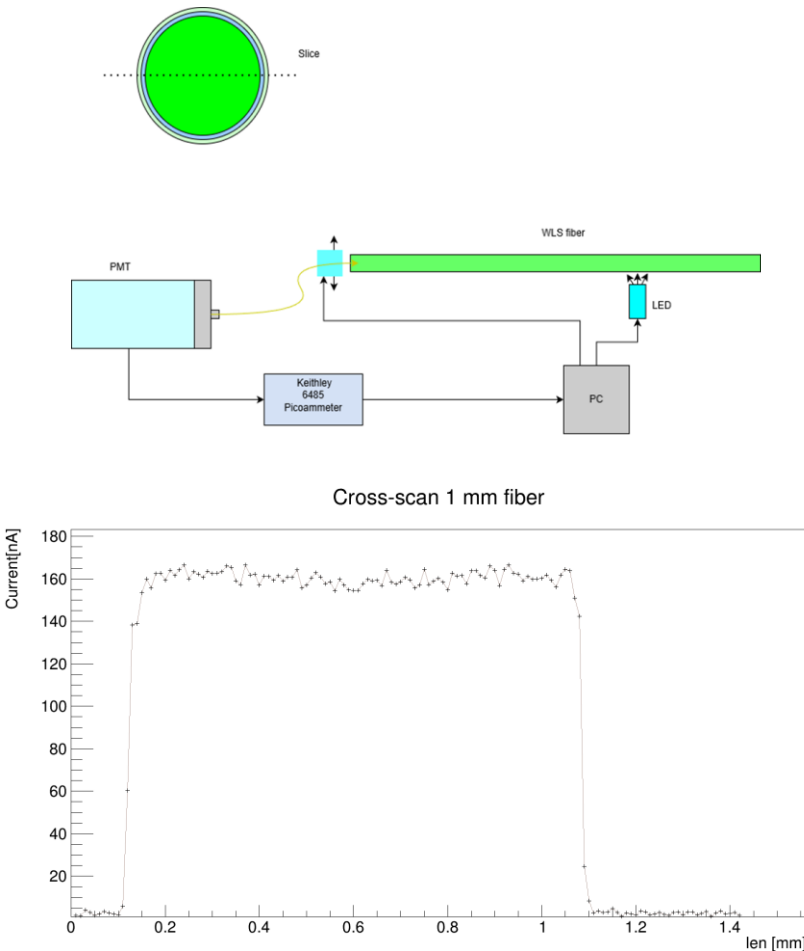 Slice
WLS fiber
PMT
LED
Keithley
6485
Picoammeter
PC
Cross-scan 1 mm fiber
Current[nA]
180
160
140
120
100
80
60
40
20
0 0.2 0.4 0.6 0.8 1 1.2 1.4
len [mm]